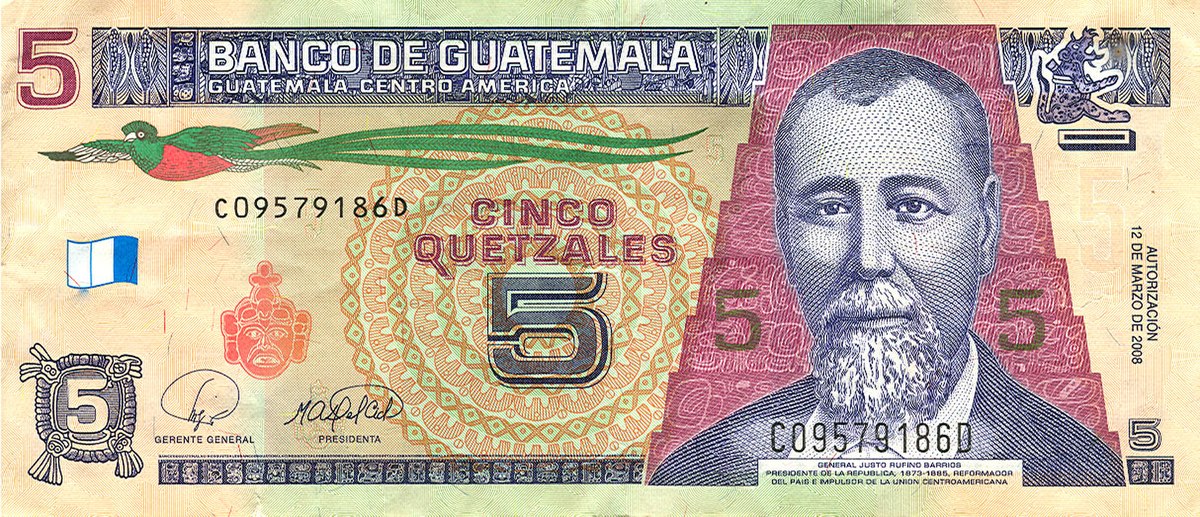 5
BANCO DE GUATEMALA
GUATEMALA, CENTRO AMERICA
C09579186D
CINCO
QUETZALES
5
5
5
5
GERENTE GENERAL
PRESIDENTA
AUTORIZACIÓN
12 DE MARZO DE 2008
C09579186D
5
GENERAL JUSTO RUFINO BARRIOS
PRESIDENTE DE LA REPUBLICA, 1873-1885, REFORMADOR
DEL PAIS E IMPULSOR DE LA UNION CENTROAMERICANA